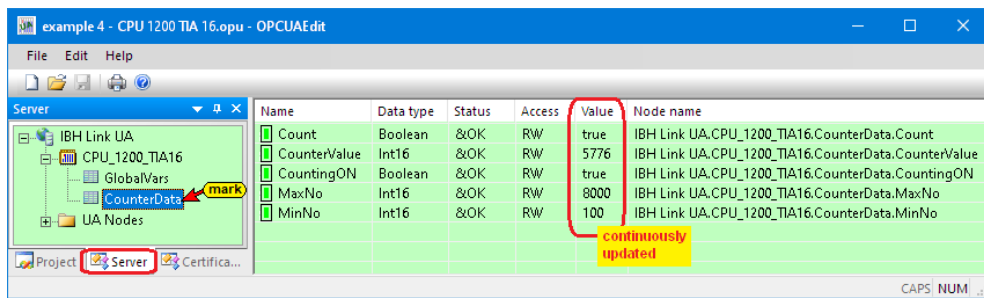 example 4 - CPU 1200 TIA 16.opu - OPCUAEdit
File Edit Help
Server
IBH Link UA
CPU_1200_TIA16
GlobalVars
CounterData
mark
UA Nodes
Project Server Certifica...
Name Data type Status Access Value Node name
Count Boolean &OK RW true IBH Link UA.CPU_1200_TIA16.CounterData.Count
CounterValue Int16 &OK RW 5776 IBH Link UA.CPU_1200_TIA16.CounterData.CounterValue
CountingON Boolean &OK RW true IBH Link UA.CPU_1200_TIA16.CounterData.CountingON
MaxNo Int16 &OK RW 8000 IBH Link UA.CPU_1200_TIA16.CounterData.MaxNo
MinNo Int16 &OK RW 100 IBH Link UA.CPU_1200_TIA16.CounterData.MinNo
continuously
updated
CAPS NUM